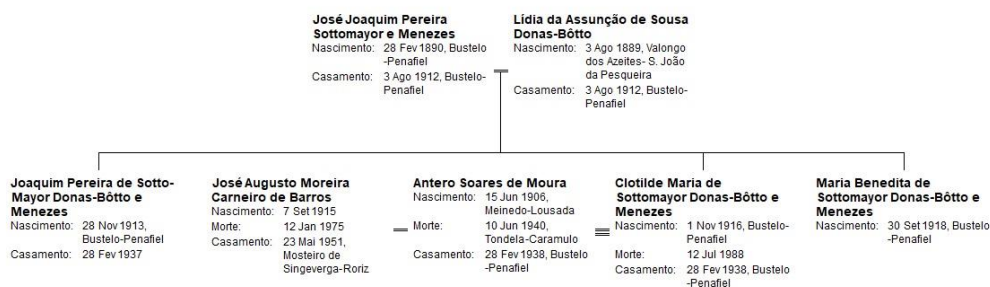 José Joaquim Pereira
Sottomayor e Menezes
Nascimento: 28 Fev 1890, Bustelo
-Penafiel
Casamento: 3 Ago 1912, Bustelo-
Penafiel
Lídia da Assunção de Sousa
Donas-Bôtto
Nascimento: 3 Ago 1889, Valongo
dos Azeites- S. João
da Pesqueira
Casamento: 3 Ago 1912, Bustelo-
Penafiel
Joaquim Pereira de Sotto-
Mayor Donas-Bôtto e
Menezes
Nascimento: 28 Nov 1913,
Bustelo-Penafiel
Casamento: 28 Fev 1937
José Augusto Moreira
Carneiro de Barros
Nascimento: 7 Set 1915
Morte: 12 Jan 1975
Casamento: 23 Mai 1951,
Mosteiro de
Singeverga-Roriz
Antero Soares de Moura
Nascimento: 15 Jun 1906,
Meinedo-Lousada
Morte: 10 Jun 1940,
Tondela-Caramulo
Casamento: 28 Fev 1938, Bustelo
-Penafiel
Clotilde Maria de
Sottomayor Donas-Bôtto e
Menezes
Nascimento: 1 Nov 1916, Bustelo-
Penafiel
Morte: 12 Jul 1988
Casamento: 28 Fev 1938, Bustelo
-Penafiel
Maria Benedita de
Sottomayor Donas-Bôtto e
Menezes
Nascimento: 30 Set 1918, Bustelo
-Penafiel